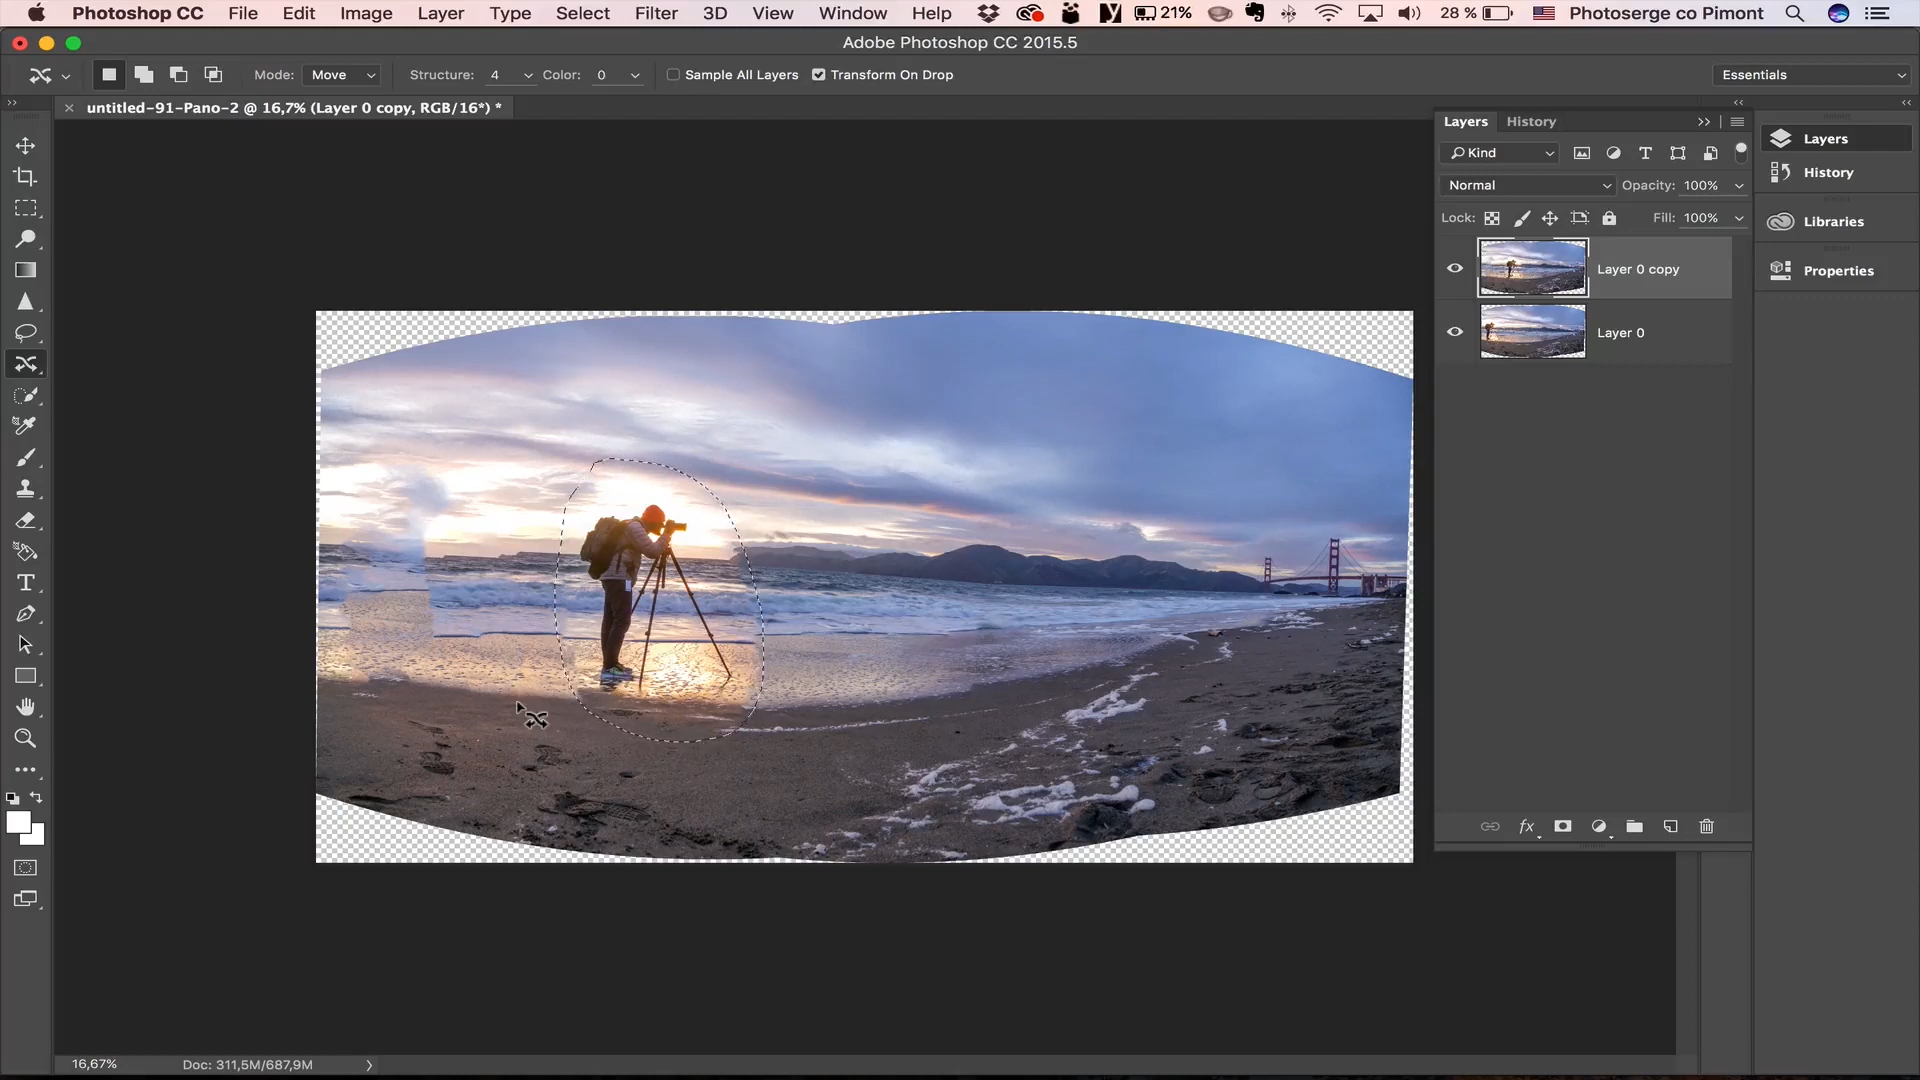 Photoshop CC File Edit Image Layer Type Select Filter 3D View Window Help 21% 28 % Photoserge co Pimont
Adobe Photoshop CC 2015.5
Mode: Move Structure: 4 Color: 0 Sample All Layers Transform On Drop Essentials
untitled-91-Pano-2 @ 16,7% (Layer 0 copy, RGB/16*) *
Layers History
Kind
Normal Opacity: 100%
Lock: Fill: 100%
Layer 0 copy
Layer 0
fx
Layers
History
Libraries
Properties
16,67% Doc: 311,5M/687,9M